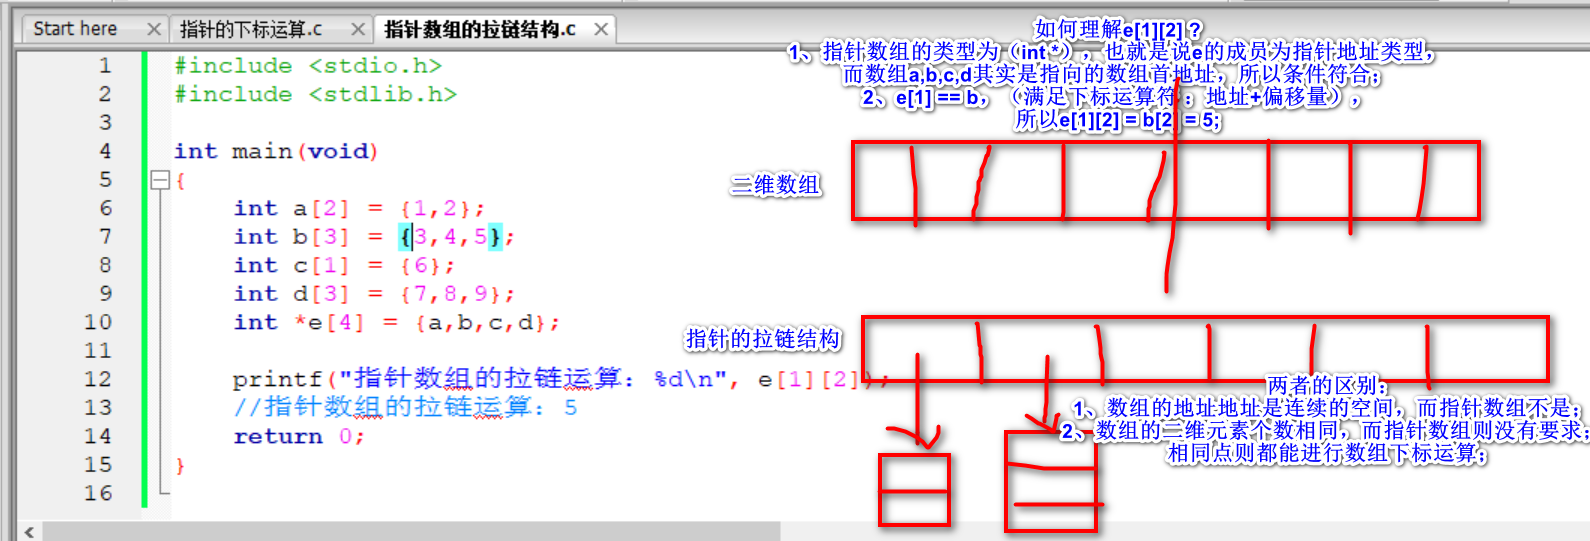 Start here
指针的下标运算.c
指针数组的拉链结构.c
1 #include <stdio.h>
2 #include <stdlib.h>
3
4 int main(void)
5 {
6 int a[2] = {1,2};
7 int b[3] = {3,4,5};
8 int c[1] = {6};
9 int d[3] = {7,8,9};
10 int *e[4] = {a,b,c,d};
11
12 printf("指针数组的拉链运算：%d\n", e[1][2]);
13 //指针数组的拉链运算：5
14 return 0;
15 }
16
如何理解e[1][2]？
1、指针数组的类型为（int *），也就是说e的成员为指针地址类型，
而数组a,b,c,d其实是指向的数组首地址，所以条件符合；
2、e[1] == b，（满足下标运算符：地址+偏移量），
所以e[1][2] = b[2] = 5;
二维数组
指针的拉链结构
两者的区别：
1、数组的地址地址是连续的空间，而指针数组不是；
2、数组的二维元素个数相同，而指针数组则没有要求；
相同点则都能进行数组下标运算；